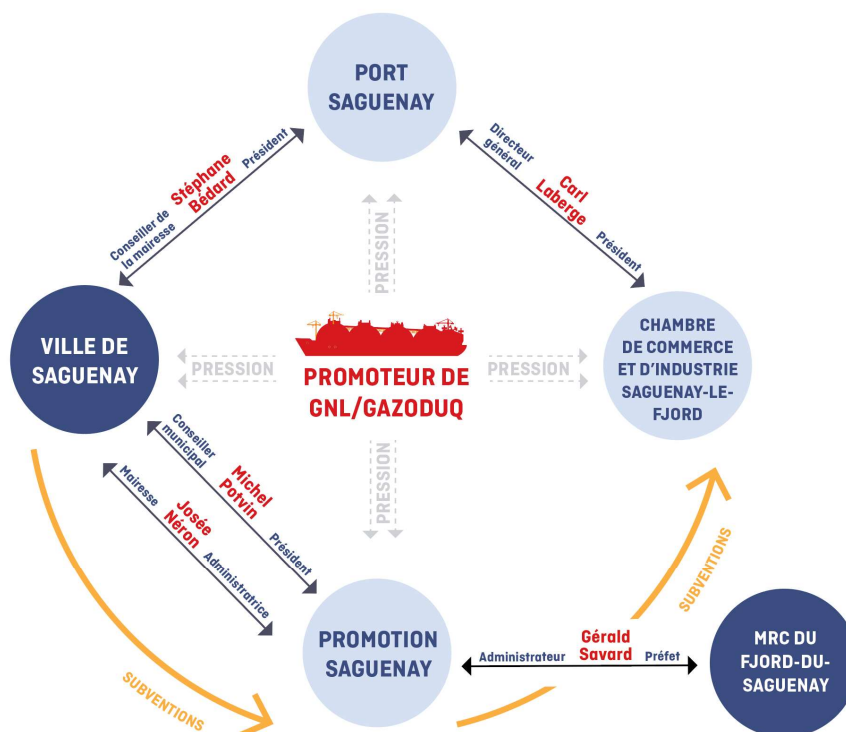 PORT
SAGUENAY
Conseiller de
la mairesse
Stéphane
Bédard
Président
Directeur
général
Carl
Laberge
Président
PRESSION
VILLE DE
SAGUENAY
PRESSION
PROMOTEUR DE
GNL/GAZODUQ
PRESSION
CHAMBRE
DE COMMERCE
ET D'INDUSTRIE
SAGUENAY-LE-
FJORD
Conseiller
municipal
Michel
Potvin
Président
Mairesse
Josée
Néron
Administratrice
PRESSION
SUBVENTIONS
PROMOTION
SAGUENAY
Administrateur
Gérald
Savard
Préfet
SUBVENTIONS
MRC DU
FJORD-DU-
SAGUENAY